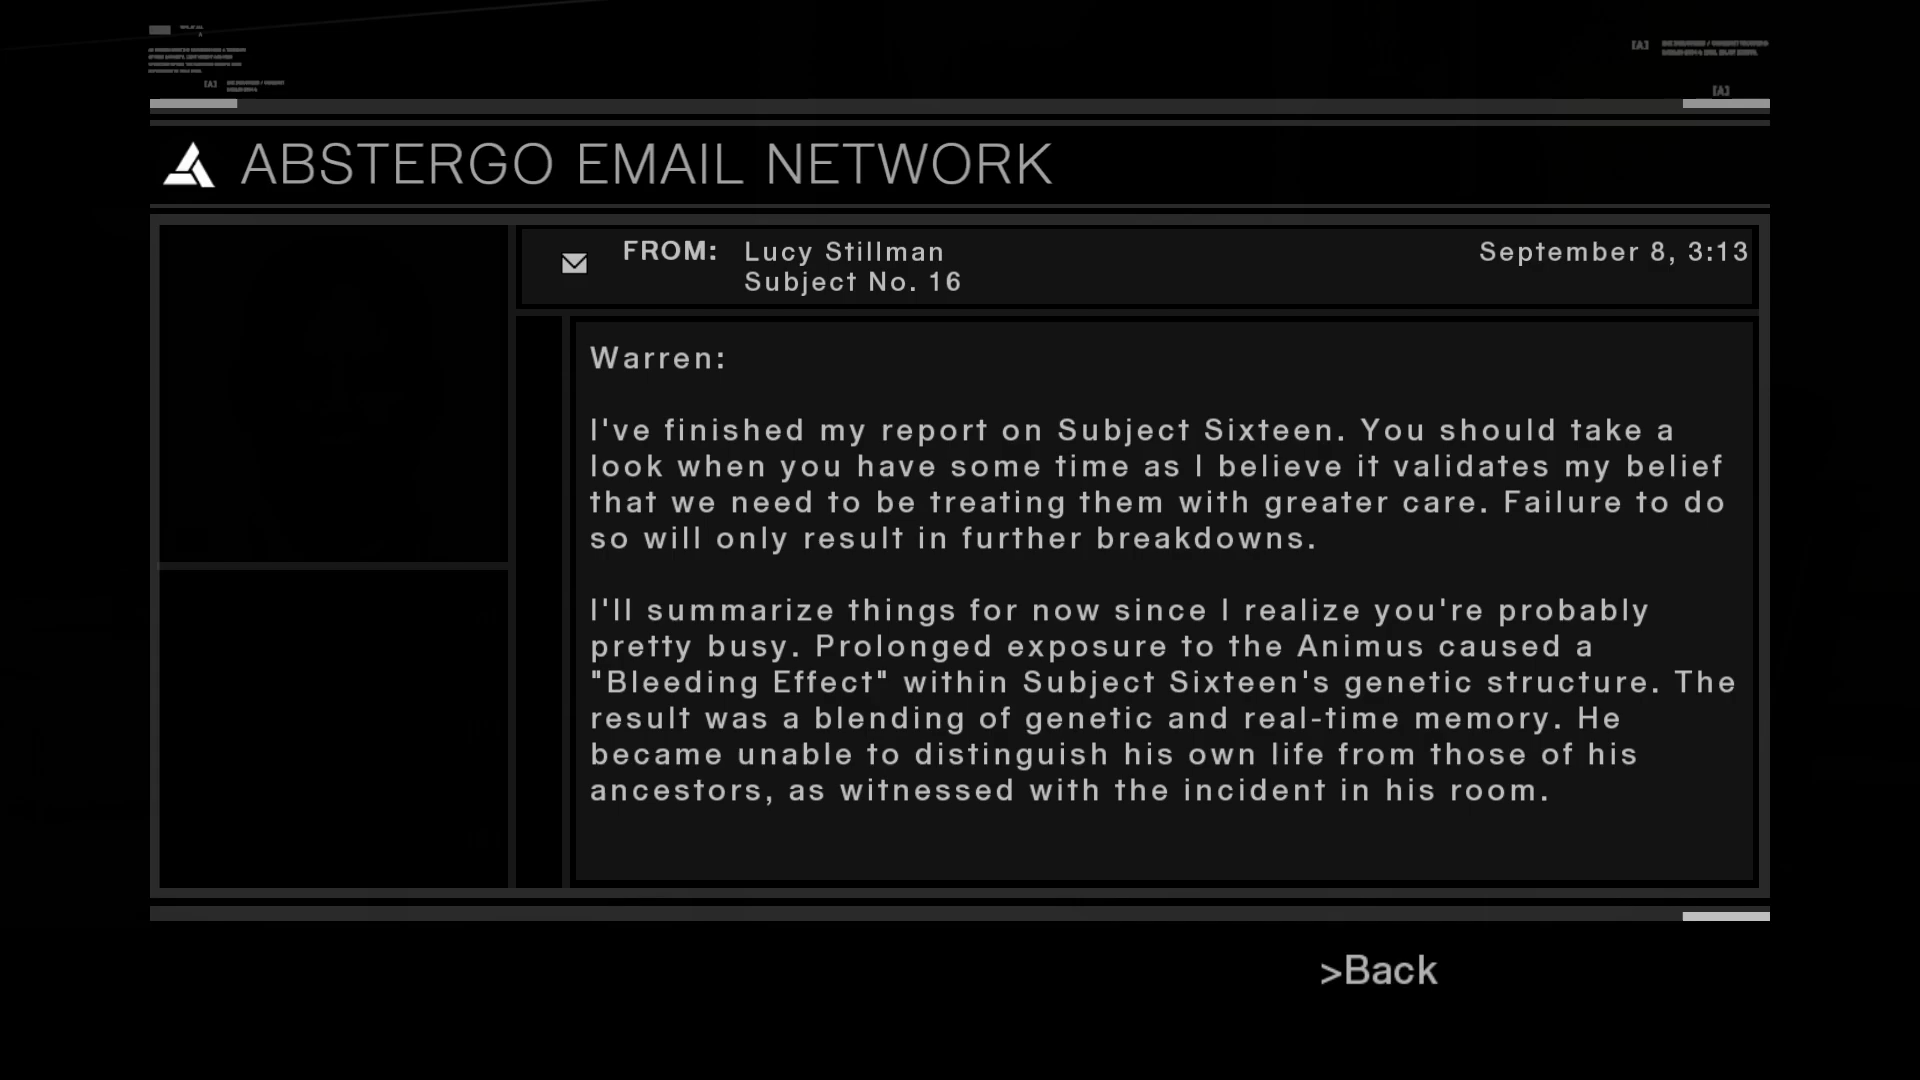 [A]
[A]
[A]
ABSTERGO EMAIL NETWORK
FROM: Lucy Stillman September 8, 3:13
Subject No. 16
Warren:
I've finished my report on Subject Sixteen. You should take a
look when you have some time as I believe it validates my belief
that we need to be treating them with greater care. Failure to do
so will only result in further breakdowns.
I'll summarize things for now since I realize you're probably
pretty busy. Prolonged exposure to the Animus caused a
"Bleeding Effect" within Subject Sixteen's genetic structure. The
result was a blending of genetic and real-time memory. He
became unable to distinguish his own life from those of his
ancestors, as witnessed with the incident in his room.
>Back